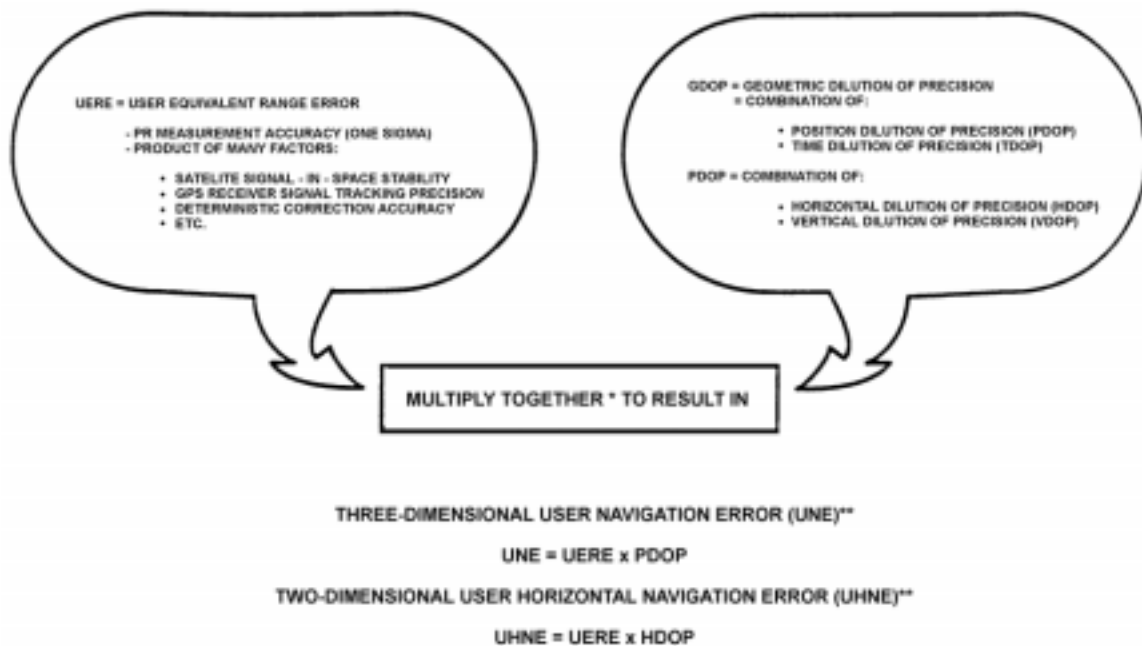 UERE = USER EQUIVALENT RANGE ERROR
- PR MEASUREMENT ACCURACY (ONE SIGMA)
- PRODUCT OF MANY FACTORS:
• SATELITE SIGNAL - IN - SPACE STABILITY
• GPS RECEIVER SIGNAL TRACKING PRECISION
• DETERMINISTIC CORRECTION ACCURACY
• ETC.
GDOP = GEOMETRIC DILUTION OF PRECISION
= COMBINATION OF:
• POSITION DILUTION OF PRECISION (PDOP)
• TIME DILUTION OF PRECISION (TDOP)
PDOP = COMBINATION OF:
• HORIZONTAL DILUTION OF PRECISION (HDOP)
• VERTICAL DILUTION OF PRECISION (VDOP)
MULTIPLY TOGETHER * TO RESULT IN
THREE-DIMENSIONAL USER NAVIGATION ERROR (UNE)**
UNE = UERE x PDOP
TWO-DIMENSIONAL USER HORIZONTAL NAVIGATION ERROR (UHNE)**
UHNE = UERE x HDOP